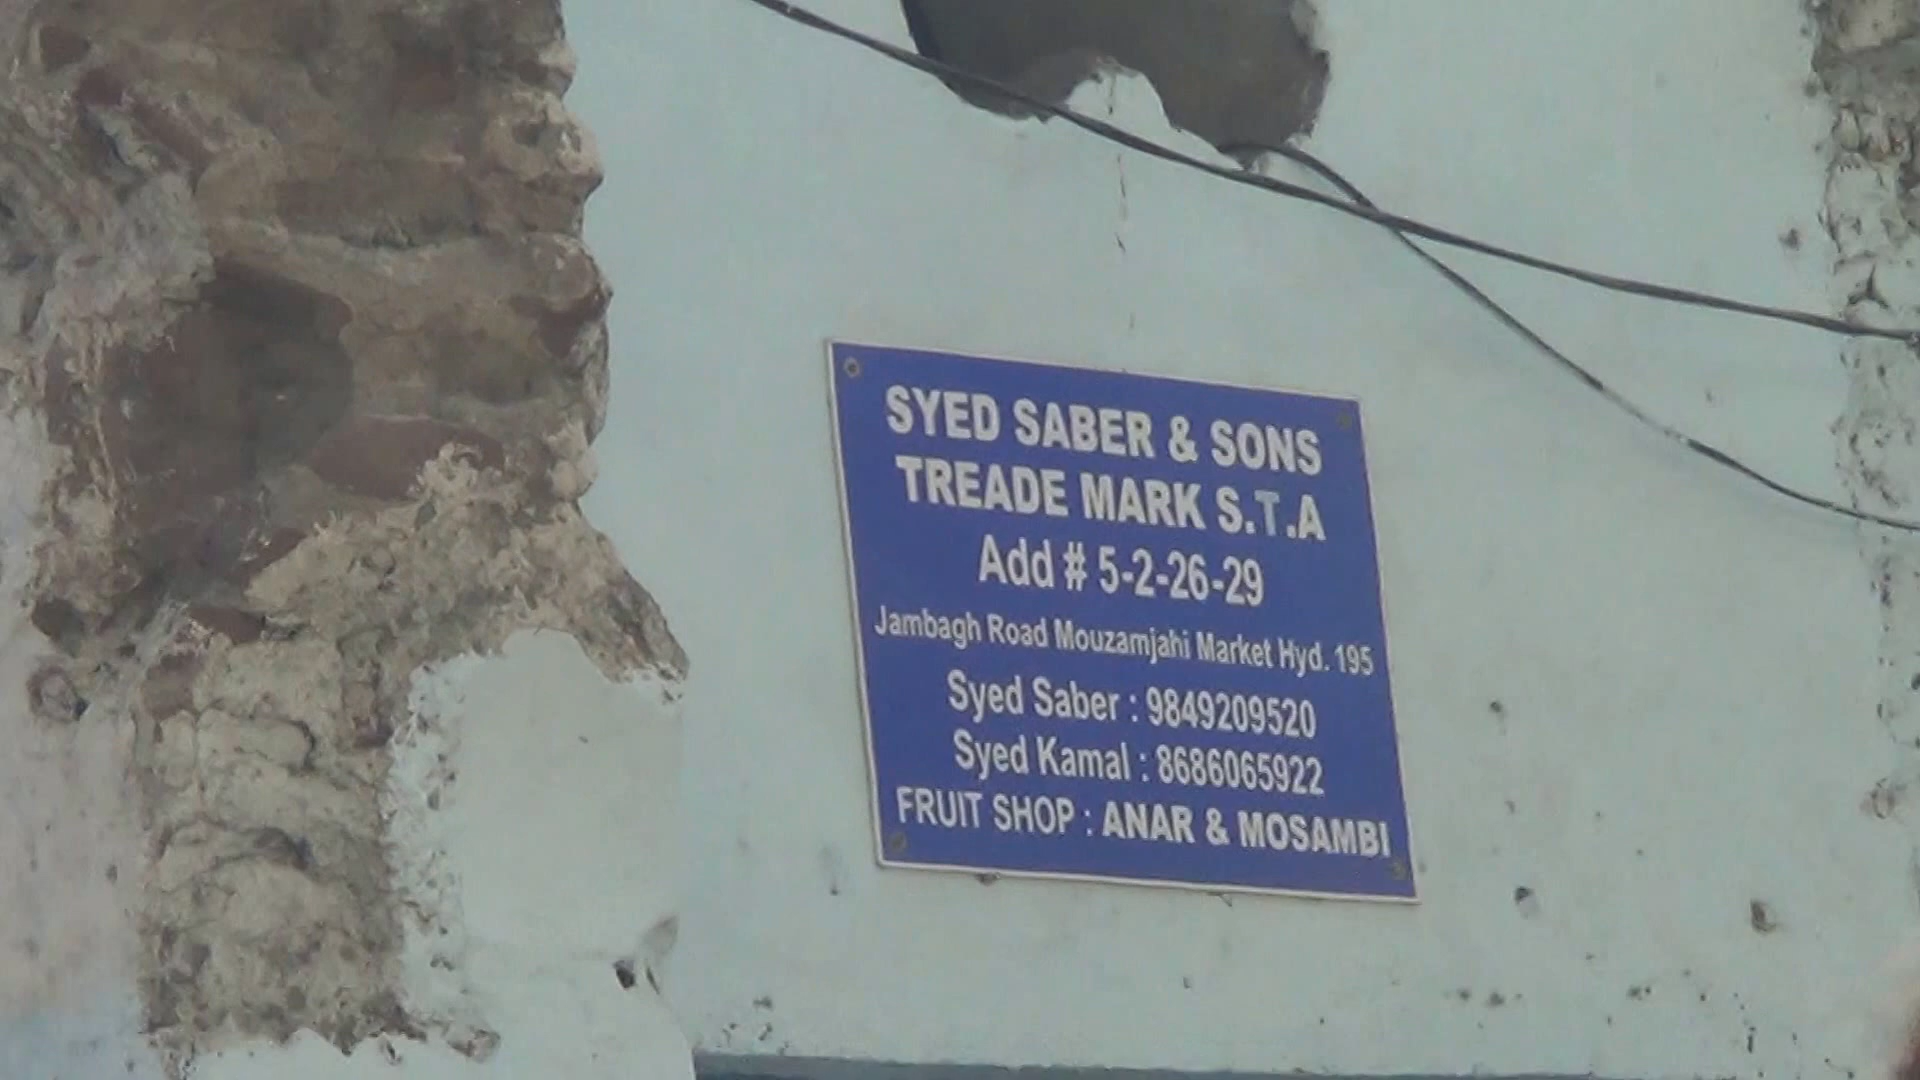 SYED SABER & SONS
TREADE MARK S.T.A
Add # 5-2-26-29
Jambagh Road Mouzamjahi Market Hyd. 195
Syed Saber : 9849209520
Syed Kamal : 8686065922
FRUIT SHOP : ANAR & MOSAMBI